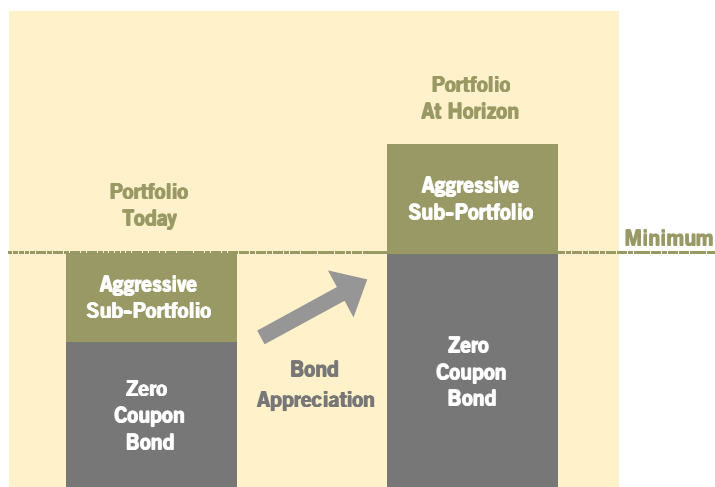 Portfolio
At Horizon
Aggressive
Sub-Portfolio
Portfolio
Today
Minimum
Aggressive
Sub-Portfolio
Zero
Coupon
Bond
Bond
Appreciation
Zero
Coupon
Bond